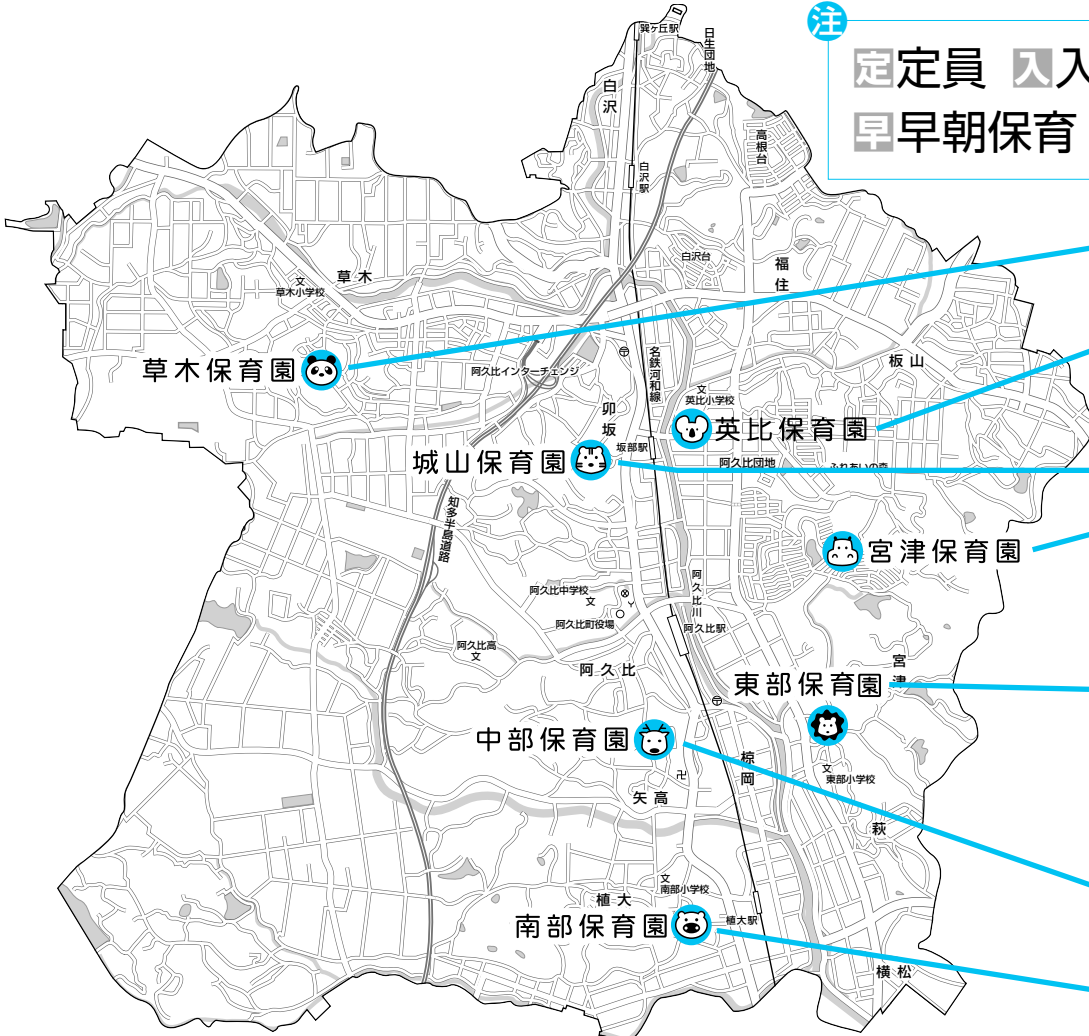 注
定定員 入入
早早朝保育
巽ヶ丘駅
日生団地
白沢
高根台
白沢駅
白沢台
福住
草木
文
草木小学校
草木保育園
阿久比インターチェンジ
名鉄河和線
板山
文
英比小学校
卯坂
英比保育園
坂部駅
城山保育園
阿久比団地
ふれあいの森
知多半島道路
宮津保育園
阿久比川
阿久比中学校
文
阿久比町役場
阿久比駅
阿久比高
文
阿久比
宮津
東部保育園
中部保育園
椋岡
文
東部小学校
矢高
萩
文
南部小学校
植大
植大駅
南部保育園
横松